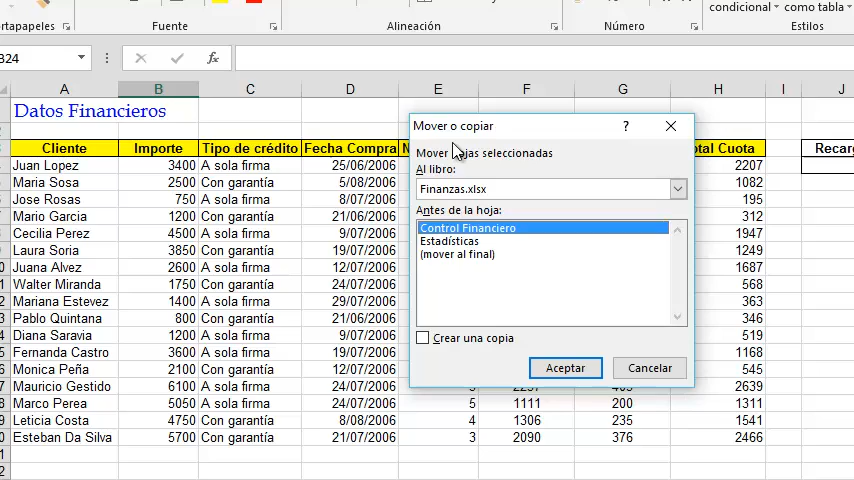 condicional como tabla
rtapapeles Fuente Alineación Número Estilos
B24 fx
A B C D E F G H I J
Datos Financieros
Cliente Importe Tipo de crédito Fecha Compra N tal Cuota Recarg
Juan Lopez 3400 A sola firma 25/06/2006 2207
Maria Sosa 2500 Con garantía 5/08/2006 1082
Jose Rosas 750 A sola firma 8/07/2006 195
Mario Garcia 1200 Con garantía 21/06/2006 312
Cecilia Perez 4500 A sola firma 9/07/2006 1947
Laura Soria 3850 Con garantía 19/07/2006 1249
Juana Alvez 2600 A sola firma 12/07/2006 1687
Walter Miranda 1750 Con garantía 24/07/2006 568
Mariana Estevez 1400 A sola firma 29/07/2006 363
Pablo Quintana 800 Con garantía 21/07/2006 346
Diana Saravia 1200 A sola firma 9/07/2006 519
Fernanda Castro 3600 A sola firma 19/07/2006 1168
Monica Peña 2100 Con garantía 12/07/2006 545
Mauricio Gestido 6100 A sola firma 24/07/2006 2639
Marco Perea 5050 A sola firma 24/07/2006 5 1111 200 1311
Leticia Costa 4750 Con garantía 8/08/2006 4 1306 235 1541
Esteban Da Silva 5700 Con garantía 21/07/2006 3 2090 376 2466
Mover o copiar ?
Mover hojas seleccionadas
Al libro:
Finanzas.xlsx
Antes de la hoja:
Control Financiero
Estadísticas
(mover al final)
Crear una copia
Aceptar Cancelar